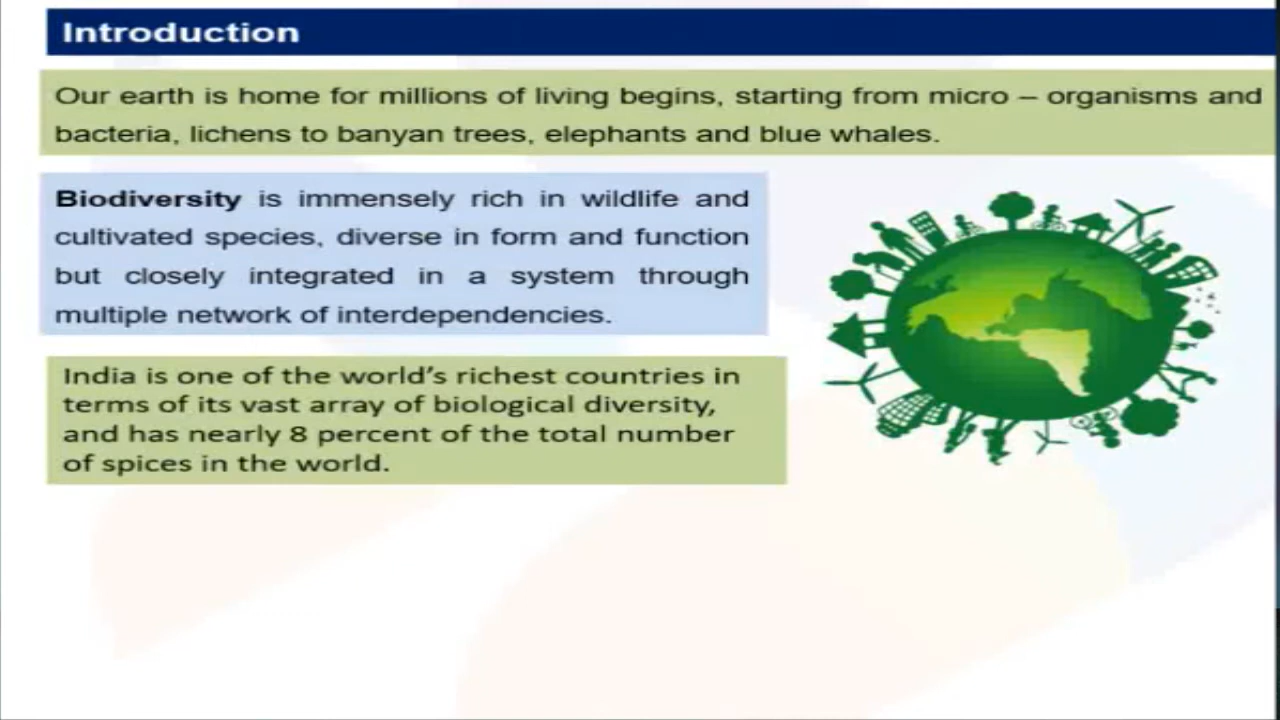 Introduction
Our earth is home for millions of living begins, starting from micro – organisms and
bacteria, lichens to banyan trees, elephants and blue whales.
Biodiversity is immensely rich in wildlife and
cultivated species, diverse in form and function
but closely integrated in a system through
multiple network of interdependencies.
India is one of the world’s richest countries in
terms of its vast array of biological diversity,
and has nearly 8 percent of the total number
of spices in the world.